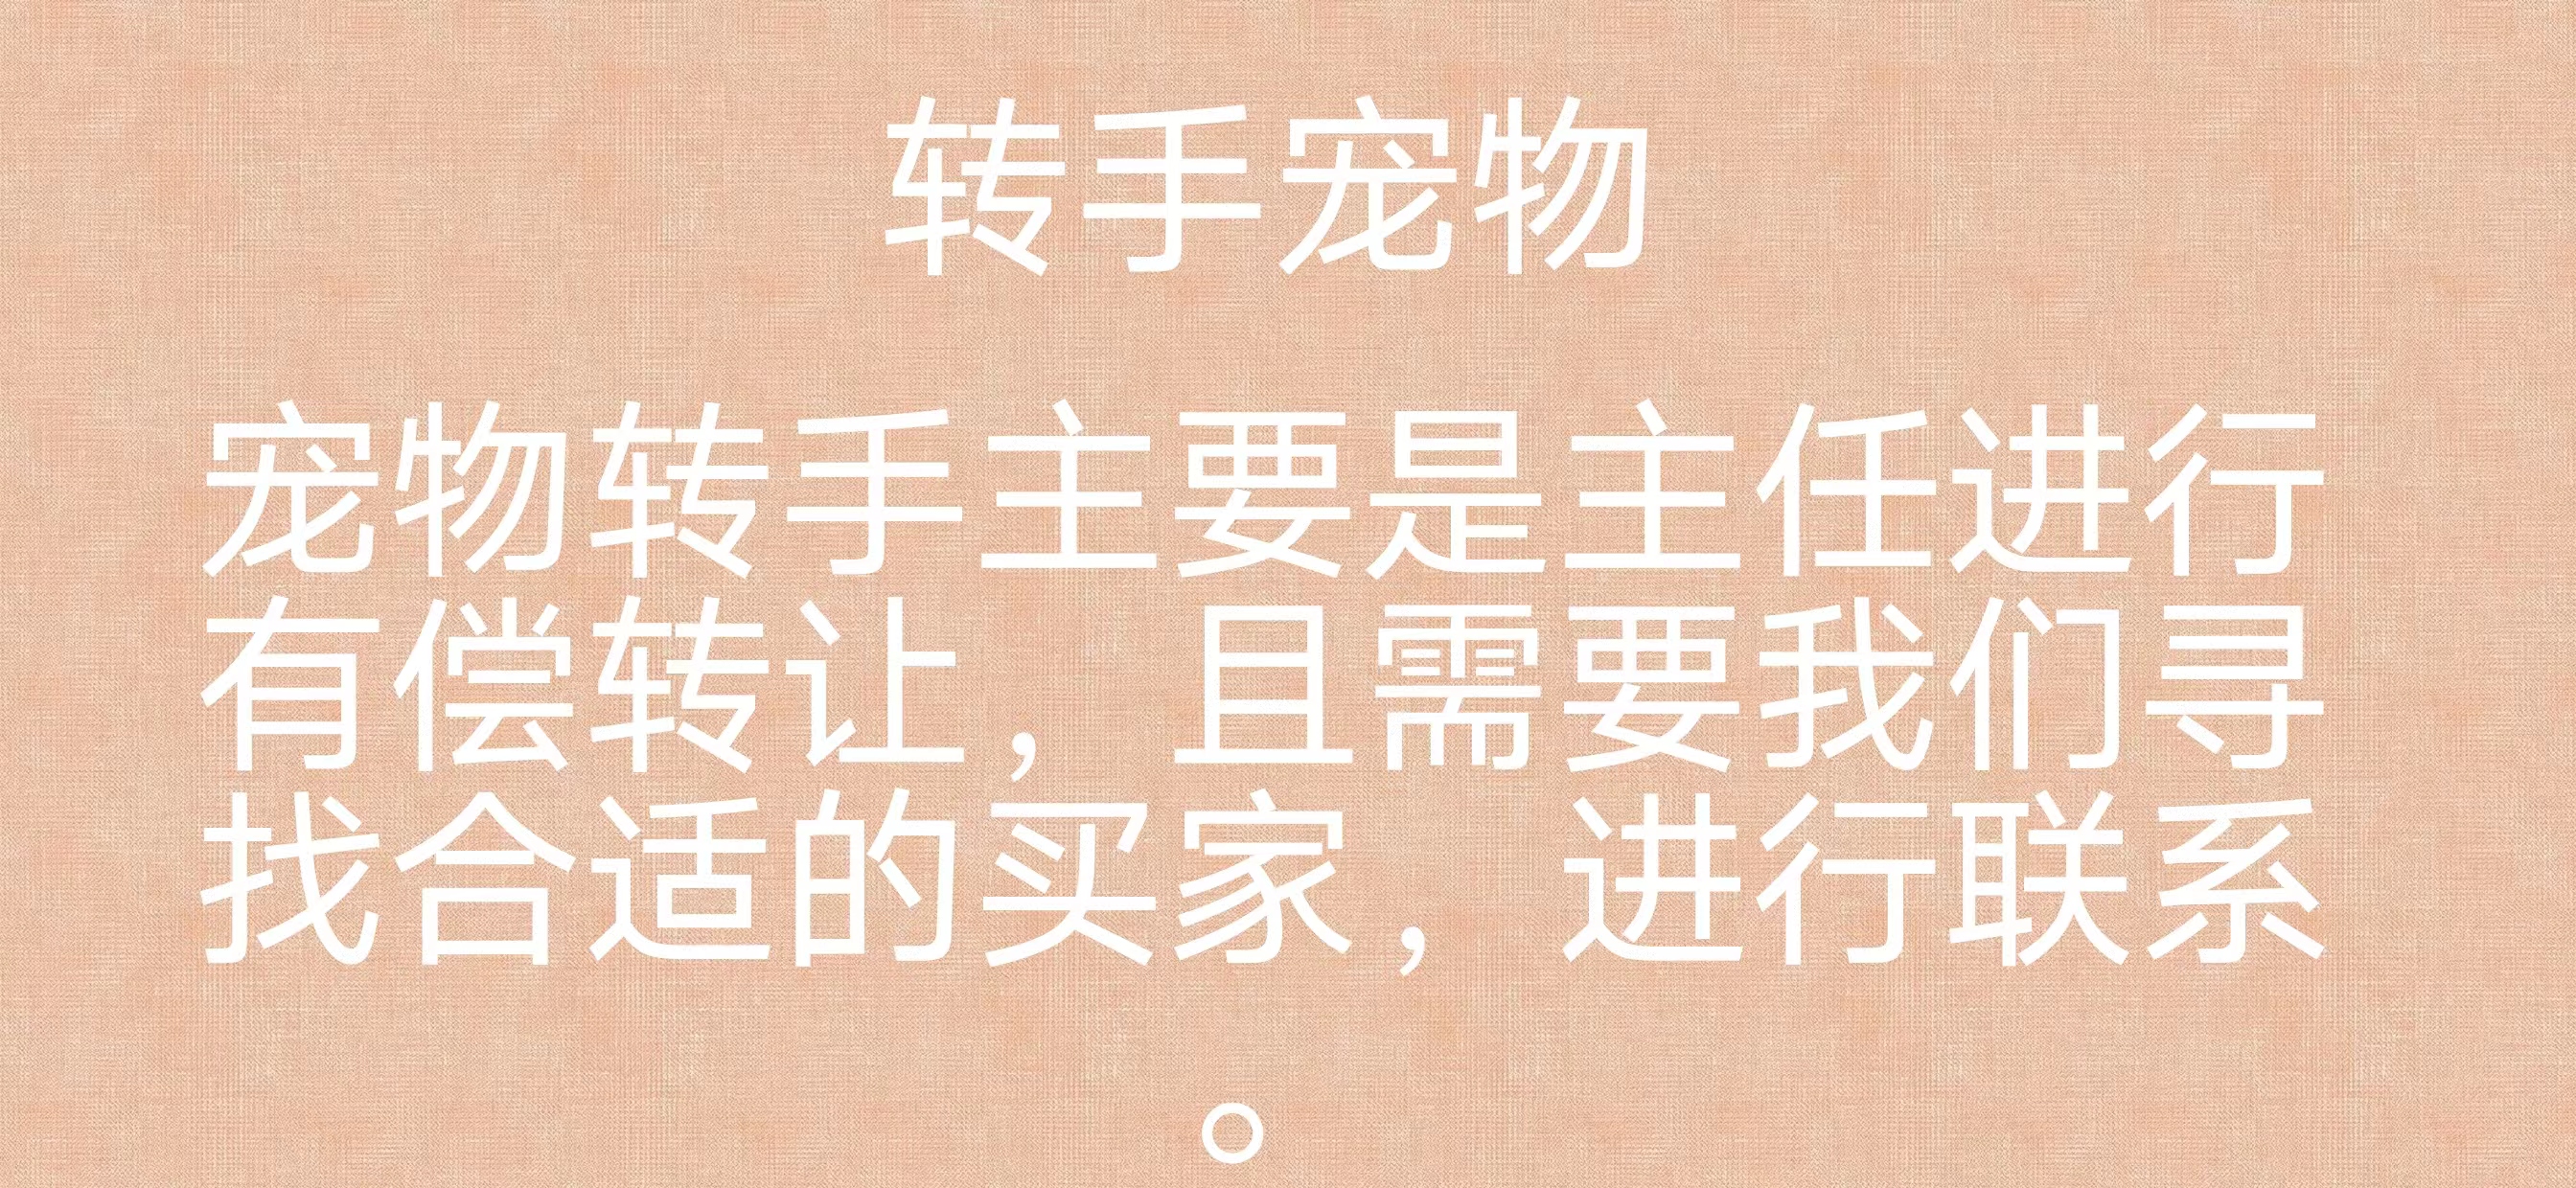 转手宠物
宠物转手主要是主任进行
有偿转让，且需要我们寻
找合适的买家，进行联系
。